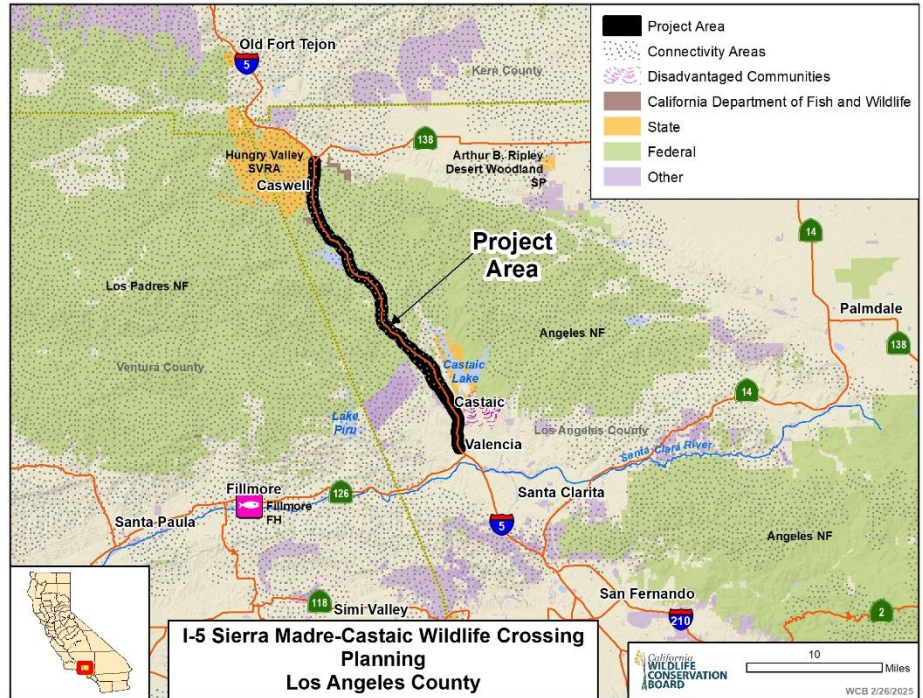 Old Fort Tejon
5
Kern County
138
Hungry Valley
SVRA
Caswell
Arthur B. Ripley
Desert Woodland
SP
Project
Area
14
Palmdale
138
Los Padres NF
Angeles NF
Ventura County
Castaic
Lake
Castaic
14
Lake
Piru
Los Angeles County
Valencia
Santa Clara River
Fillmore
126
Fillmore
FH
Santa Clarita
Santa Paula
5
Angeles NF
118
Simi Valley
San Fernando
210
2
Project Area
Connectivity Areas
Disadvantaged Communities
California Department of Fish and Wildlife
State
Federal
Other
I-5 Sierra Madre-Castaic Wildlife Crossing
Planning
Los Angeles County
California
WILDLIFE
CONSERVATION
BOARD
10
Miles
WCB 2/26/2025